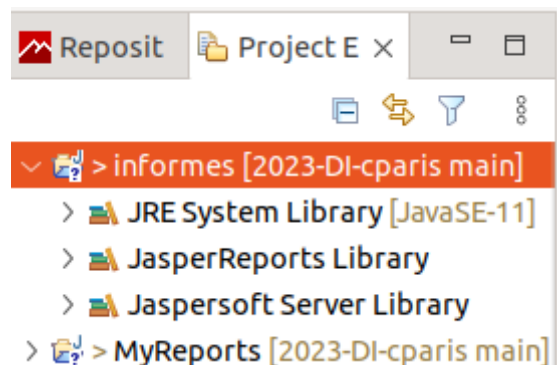 Reposit Project E
> informes [2023-DI-cparis main]
JRE System Library [JavaSE-11]
JasperReports Library
Jaspersoft Server Library
> MyReports [2023-DI-cparis main]